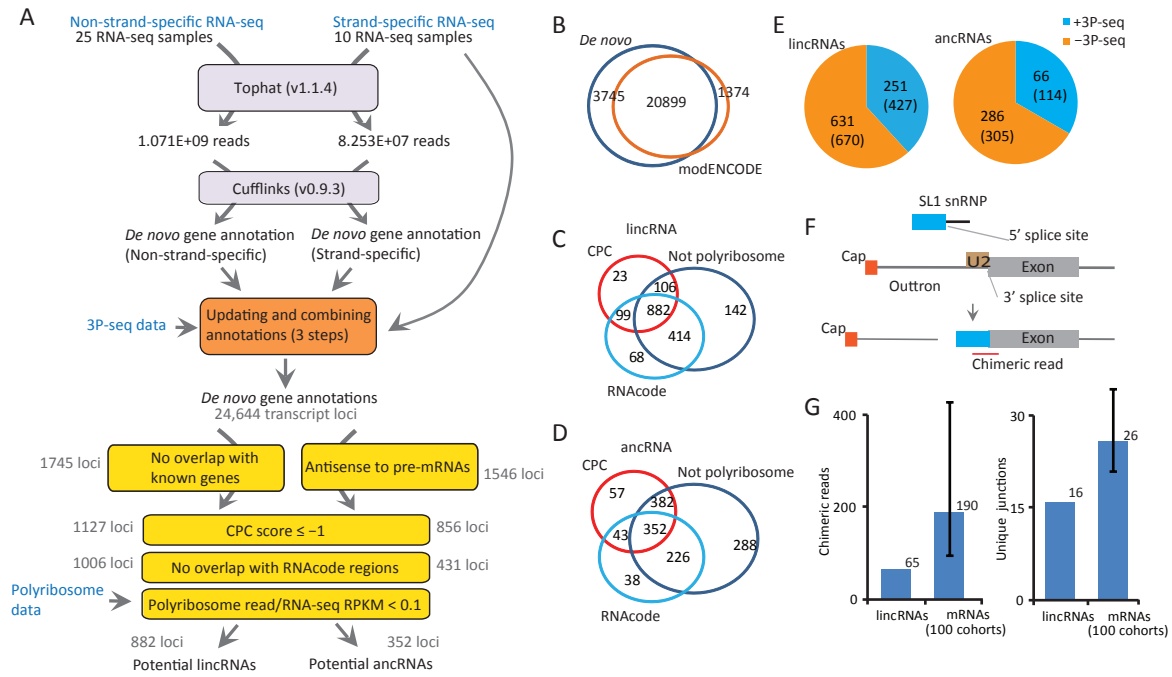 A
Non-strand-specific RNA-seq
25 RNA-seq samples
Strand-specific RNA-seq
10 RNA-seq samples
Tophat (v1.1.4)
1.071E+09 reads
8.253E+07 reads
Cufflinks (v0.9.3)
De novo gene annotation
(Non-strand-specific)
De novo gene annotation
(Strand-specific)
3P-seq data
Updating and combining
annotations (3 steps)
De novo gene annotations
24,644 transcript loci
1745 loci
No overlap with
known genes
Antisense to pre-mRNAs
1546 loci
1127 loci
CPC score ≤ −1
856 loci
1006 loci
No overlap with RNAcode regions
431 loci
Polyribosome
data
Polyribosome read/RNA-seq RPKM < 0.1
882 loci
352 loci
Potential lincRNAs
Potential ancRNAs
B
De novo
3745
20899
1374
modENCODE
C
lincRNA
CPC
Not polyribosome
23
106
99
882
142
414
68
RNAcode
D
ancRNA
CPC
Not polyribosome
57
382
43
352
288
226
38
RNAcode
E
+3P-seq
−3P-seq
lincRNAs
251
(427)
631
(670)
ancRNAs
66
(114)
286
(305)
F
SL1 snRNP
5′ splice site
Cap
U2
Exon
Outtron
3′ splice site
Cap
Exon
Chimeric read
G
Chimeric reads
400
200
0
65
190
lincRNAs
mRNAs
(100 cohorts)
Unique junctions
30
15
0
16
26
lincRNAs
mRNAs
(100 cohorts)